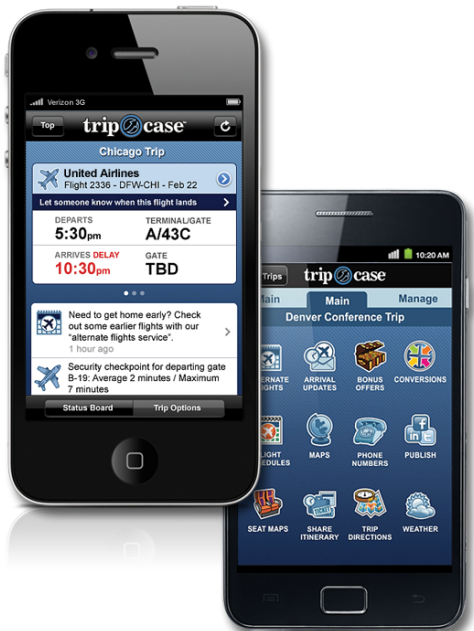 Verizon 3G
Top
trip case™
Chicago Trip
United Airlines
Flight 2336 - DFW-CHI - Feb 22
Let someone know when this flight lands
DEPARTS
5:30pm
TERMINAL/GATE
A/43C
ARRIVES DELAY
10:30pm
GATE
TBD
Need to get home early? Check
out some earlier flights with our
"alternate flights service".
1 hour ago
Security checkpoint for departing gate
B-19: Average 2 minutes / Maximum
7 minutes
Status Board
Trip Options
10:20 AM
Trips
trip case
Main
Manage
Denver Conference Trip
ARRIVAL
UPDATES
BONUS
OFFERS
CONVERSIONS
MAPS
PHONE
NUMBERS
PUBLISH
SEAT MAPS
SHARE
ITINERARY
TRIP
DIRECTIONS
WEATHER